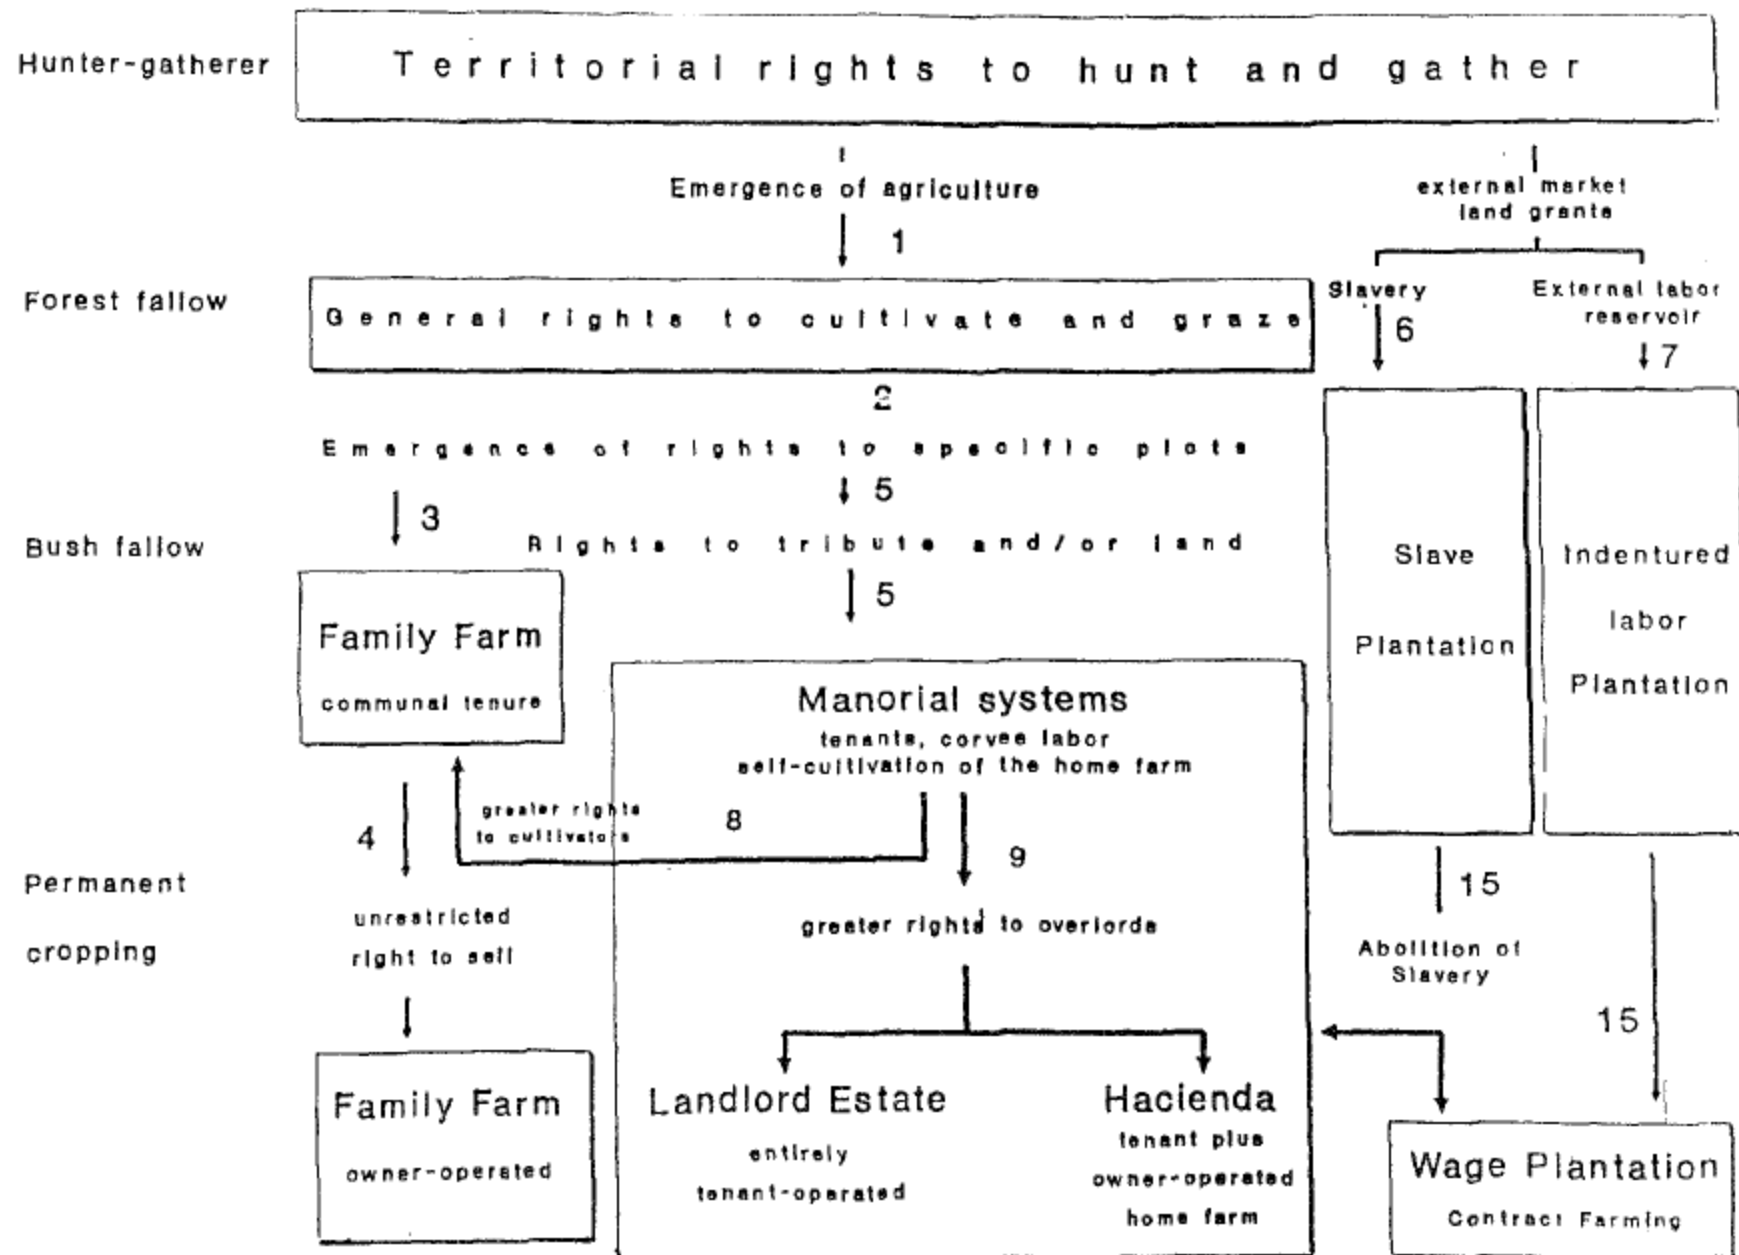 Hunter-gatherer
Territorial rights to hunt and gather
Emergence of agriculture
1
external market
land grants
Forest fallow
General rights to cultivate and graze
Slavery
6
External labor
reservoir
7
2
Emergence of rights to specific plots
3
5
Bush fallow
Rights to tribute and/or land
5
Family Farm
communal tenure
Manorial systems
tenants, corvee labor
self-cultivation of the home farm
Slave
Plantation
Indentured
labor
Plantation
4
greater rights
to cultivators
8
9
Permanent
cropping
unrestricted
right to sell
greater rights to overlords
15
Abolition of
Slavery
15
Family Farm
owner-operated
Landlord Estate
entirely
tenant-operated
Hacienda
tenant plus
owner-operated
home farm
Wage Plantation
Contract Farming